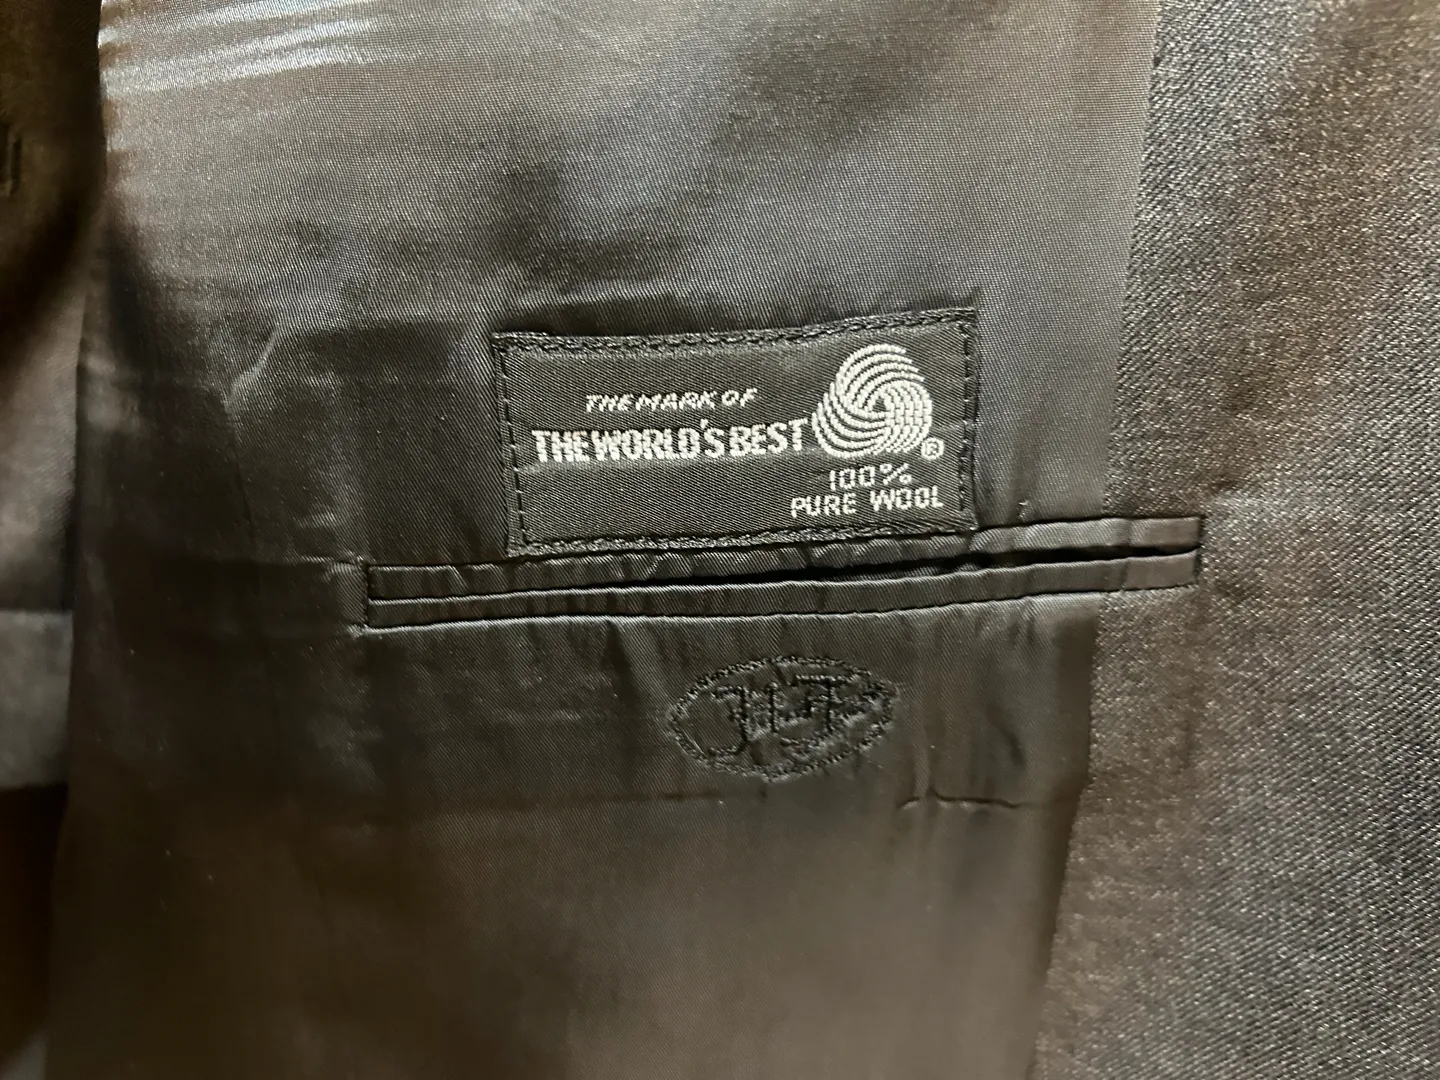 THE MARK OF
THE WORLD'S BEST
®
100%
PURE WOOL